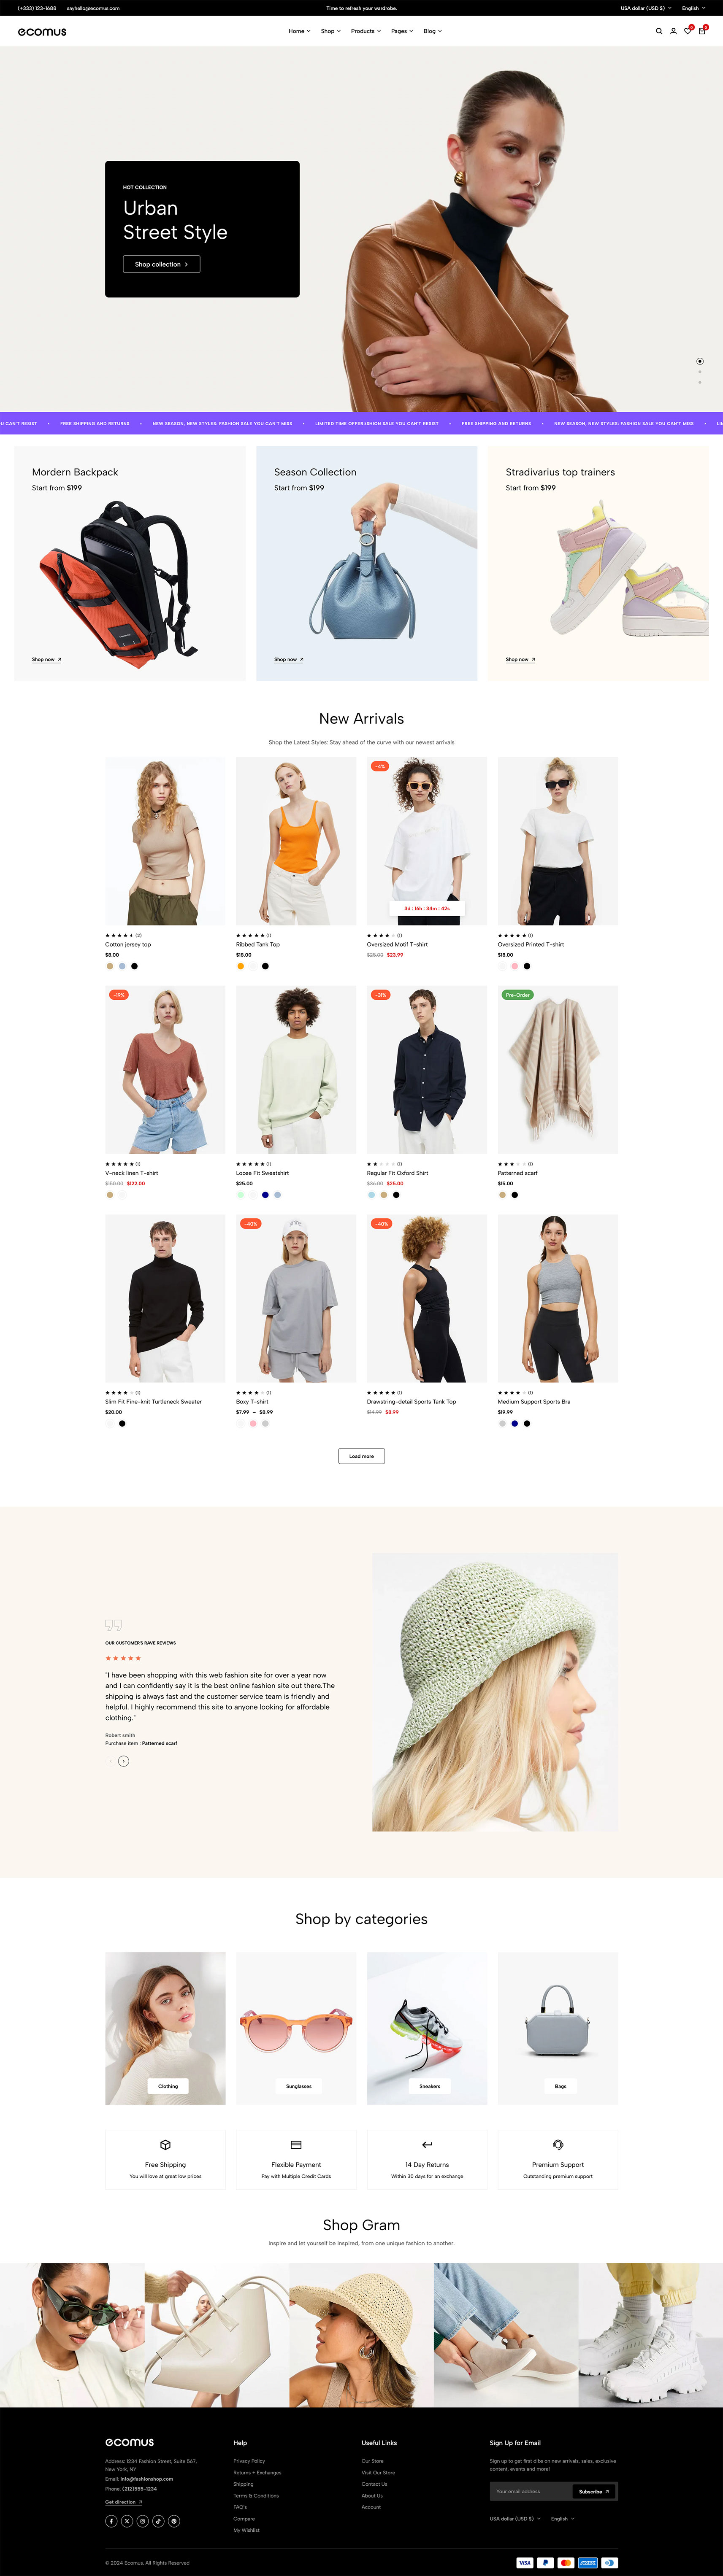 (+333) 123-1688 sayhello@ecomus.com Time to refresh your wardrobe. USA dollar (USD $) English
ecomus Home Shop Products Pages Blog 0 0
HOT COLLECTION
Urban
Street Style
Shop collection
U CAN'T RESIST • FREE SHIPPING AND RETURNS • NEW SEASON, NEW STYLES: FASHION SALE YOU CAN'T MISS • LIMITED TIME OFFERSHION SALE YOU CAN'T RESIST • FREE SHIPPING AND RETURNS • NEW SEASON, NEW STYLES: FASHION SALE YOU CAN'T MISS •
Mordern Backpack
Start from $199
Shop now
Season Collection
Start from $199
Shop now
Stradivarius top trainers
Start from $199
Shop now
New Arrivals
Shop the Latest Styles: Stay ahead of the curve with our newest arrivals
(2)
Cotton jersey top
$8.00
(1)
Ribbed Tank Top
$18.00
-4%
3d : 16h : 34m : 42s
(1)
Oversized Motif T-shirt
$25.00 $23.99
(1)
Oversized Printed T-shirt
$18.00
-19%
(1)
V-neck linen T-shirt
$150.00 $122.00
(1)
Loose Fit Sweatshirt
$25.00
-31%
(1)
Regular Fit Oxford Shirt
$36.00 $25.00
Pre-Order
(1)
Patterned scarf
$15.00
(1)
Slim Fit Fine-knit Turtleneck Sweater
$20.00
-40%
(1)
Boxy T-shirt
$7.99 – $8.99
-40%
(1)
Drawstring-detail Sports Tank Top
$14.99 $8.99
(1)
Medium Support Sports Bra
$19.99
Load more
OUR CUSTOMER'S RAVE REVIEWS
"I have been shopping with this web fashion site for over a year now
and I can confidently say it is the best online fashion site out there.The
shipping is always fast and the customer service team is friendly and
helpful. I highly recommend this site to anyone looking for affordable
clothing."
Robert smith
Purchase item : Patterned scarf
Shop by categories
Clothing
Sunglasses
Sneakers
Bags
Free Shipping
You will love at great low prices
Flexible Payment
Pay with Multiple Credit Cards
14 Day Returns
Within 30 days for an exchange
Premium Support
Outstanding premium support
Shop Gram
Inspire and let yourself be inspired, from one unique fashion to another.
ecomus
Address: 1234 Fashion Street, Suite 567,
New York, NY
Email: info@fashionshop.com
Phone: (212)555-1234
Get direction
Help
Privacy Policy
Returns + Exchanges
Shipping
Terms & Conditions
FAQ's
Compare
My Wishlist
Useful Links
Our Store
Visit Our Store
Contact Us
About Us
Account
Sign Up for Email
Sign up to get first dibs on new arrivals, sales, exclusive
content, events and more!
Your email address Subscribe
USA dollar (USD $) English
© 2024 Ecomus. All Rights Reserved
VISA PayPal